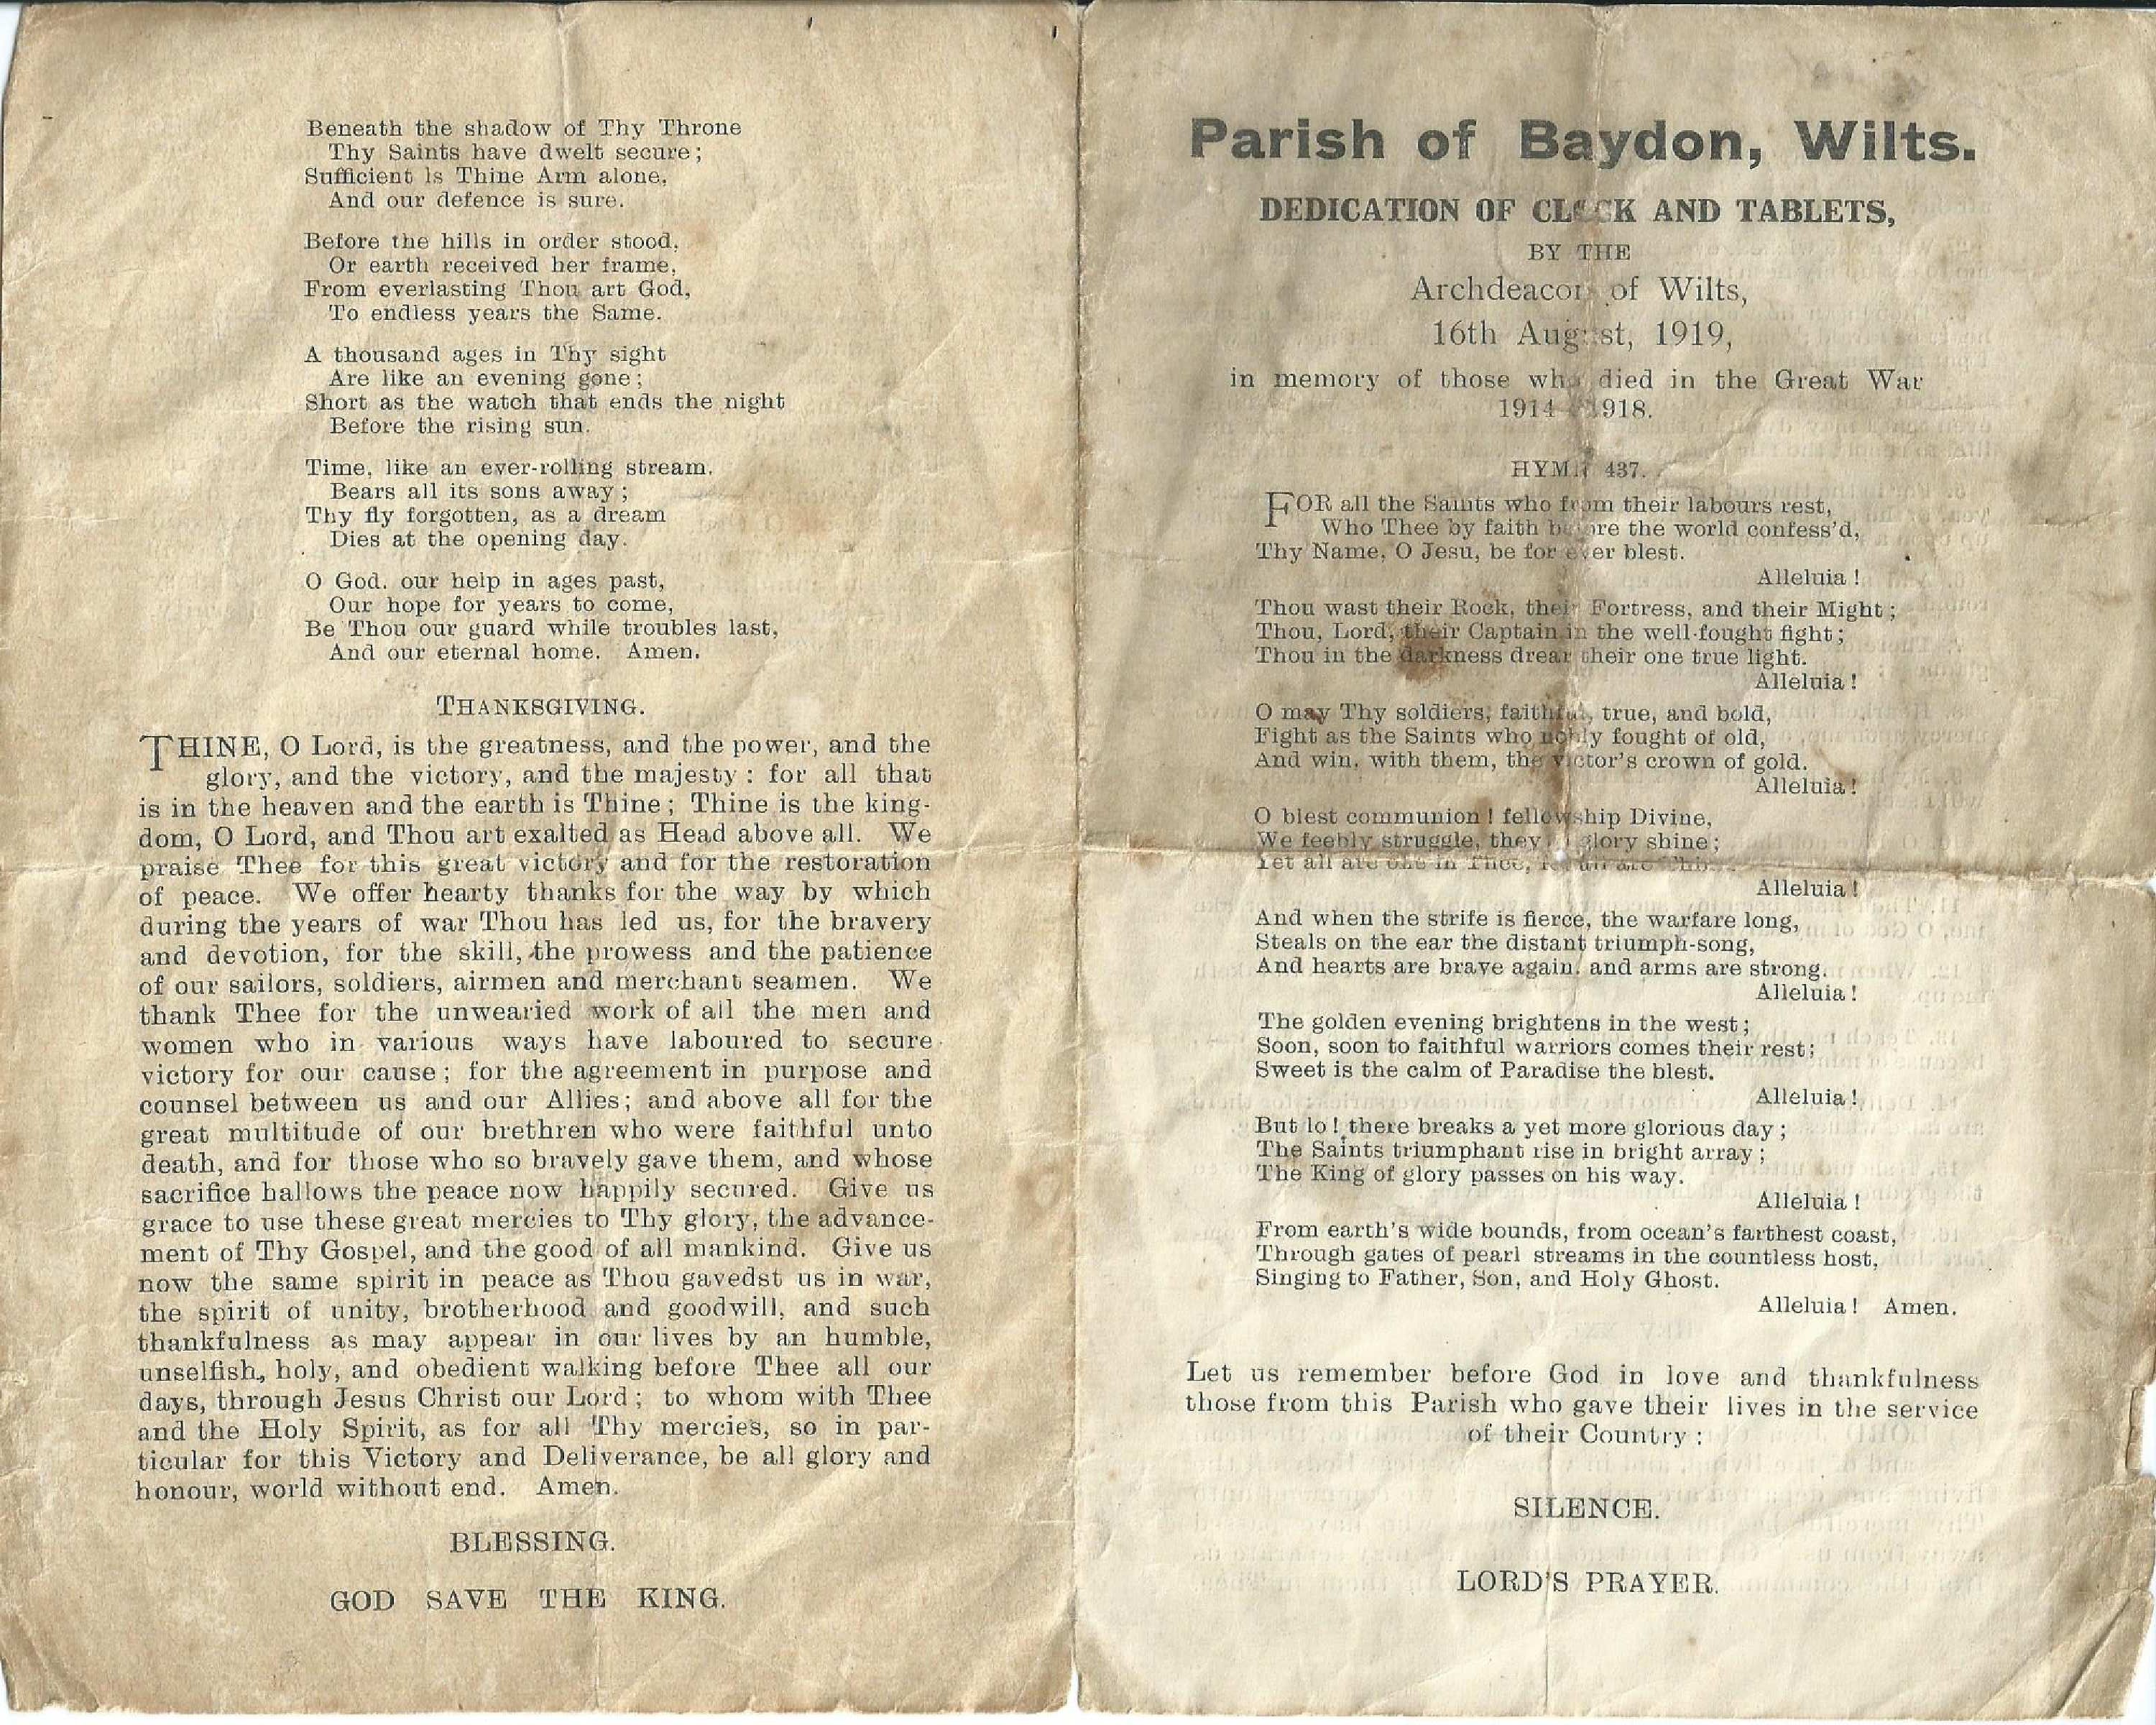 Beneath the shadow of Thy Throne
Thy Saints have dwelt secure;
Sufficient is Thine Arm alone,
And our defence is sure.
Before the hills in order stood,
Or earth received her frame,
From everlasting Thou art God,
To endless years the Same.
A thousand ages in Thy sight
Are like an evening gone;
Short as the watch that ends the night
Before the rising sun.
Time, like an ever-rolling stream,
Bears all its sons away;
Thy fly forgotten, as a dream
Dies at the opening day.
O God, our help in ages past,
Our hope for years to come,
Be Thou our guard while troubles last,
And our eternal home. Amen.
THANKSGIVING.
THINE, O Lord, is the greatness, and the power, and the
glory, and the victory, and the majesty: for all that
is in the heaven and the earth is Thine; Thine is the king-
dom, O Lord, and Thou art exalted as Head above all. We
praise Thee for this great victory and for the restoration
of peace. We offer hearty thanks for the way by which
during the years of war Thou has led us, for the bravery
and devotion, for the skill, the prowess and the patience
of our sailors, soldiers, airmen and merchant seamen. We
thank Thee for the unwearied work of all the men and
women who in various ways have laboured to secure
victory for our cause; for the agreement in purpose and
counsel between us and our Allies; and above all for the
great multitude of our brethren who were faithful unto
death, and for those who so bravely gave them, and whose
sacrifice hallows the peace now happily secured. Give us
grace to use these great mercies to Thy glory, the advance-
ment of Thy Gospel, and the good of all mankind. Give us
now the same spirit in peace as Thou gavedst us in war,
the spirit of unity, brotherhood and goodwill, and such
thankfulness as may appear in our lives by an humble,
unselfish, holy, and obedient walking before Thee all our
days, through Jesus Christ our Lord; to whom with Thee
and the Holy Spirit, as for all Thy mercies, so in par-
ticular for this Victory and Deliverance, be all glory and
honour, world without end. Amen.
BLESSING.
GOD SAVE THE KING.
Parish of Baydon, Wilts.
DEDICATION OF CLOCK AND TABLETS,
BY THE
Archdeacon of Wilts,
16th August, 1919,
in memory of those who died in the Great War
1914-1918.
HYMN 437.
FOR all the Saints who from their labours rest,
Who Thee by faith before the world confess'd,
Thy Name, O Jesu, be for ever blest.
Alleluia!
Thou wast their Rock, their Fortress, and their Might;
Thou, Lord, their Captain in the well-fought fight;
Thou in the darkness drear their one true light.
Alleluia!
O may Thy soldiers, faithful, true, and bold,
Fight as the Saints who nobly fought of old,
And win, with them, the victor's crown of gold.
Alleluia!
O blest communion! fellowship Divine,
We feebly struggle, they in glory shine;
Yet all are one in Thee, for all are Thine.
Alleluia!
And when the strife is fierce, the warfare long,
Steals on the ear the distant triumph-song,
And hearts are brave again, and arms are strong.
Alleluia!
The golden evening brightens in the west;
Soon, soon to faithful warriors comes their rest;
Sweet is the calm of Paradise the blest.
Alleluia!
But lo! there breaks a yet more glorious day;
The Saints triumphant rise in bright array;
The King of glory passes on his way.
Alleluia!
From earth's wide bounds, from ocean's farthest coast,
Through gates of pearl streams in the countless host,
Singing to Father, Son, and Holy Ghost.
Alleluia! Amen.
Let us remember before God in love and thankfulness
those from this Parish who gave their lives in the service
of their Country:
SILENCE.
LORD'S PRAYER.